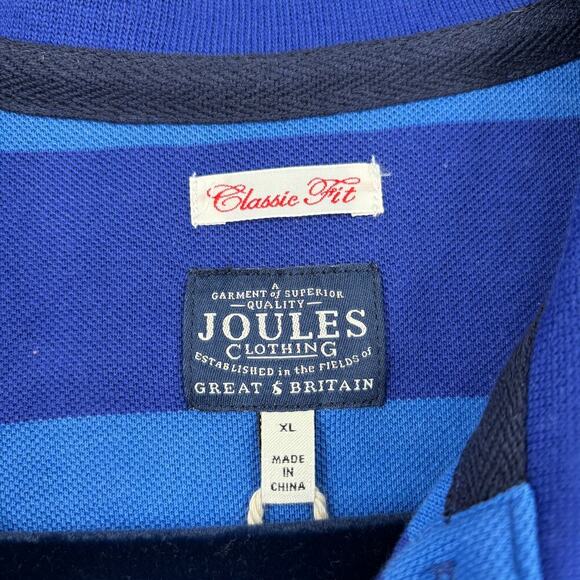 Classic Fit
A
GARMENT of SUPERIOR
QUALITY
JOULES
CLOTHING
ESTABLISHED in the FIELDS of
GREAT & BRITAIN
XL
MADE
IN
CHINA